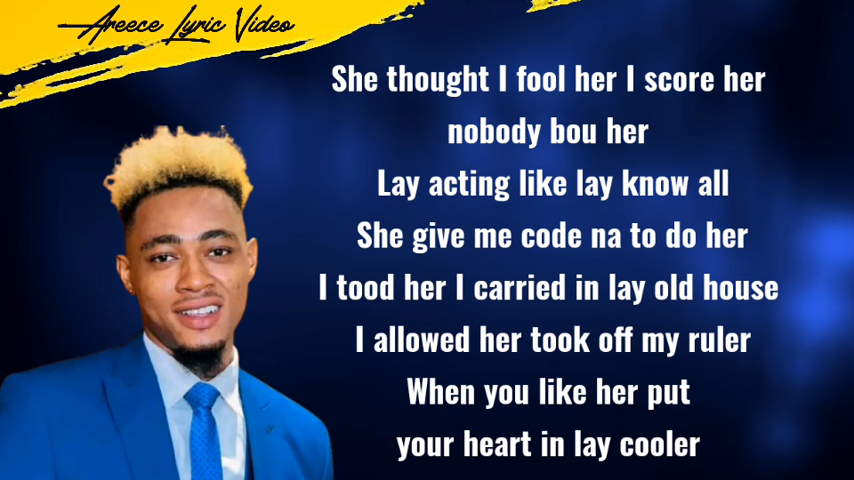 Areece Lyric Video
She thought I fool her I score her
nobody bou her
Lay acting like lay know all
She give me code na to do her
I tood her I carried in lay old house
I allowed her took off my ruler
When you like her put
your heart in lay cooler